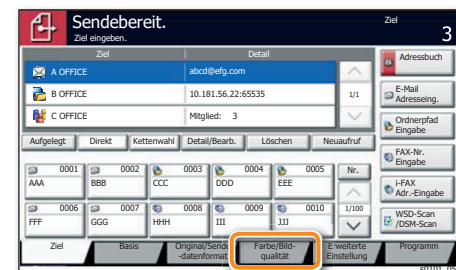 Sendebereit.
Ziel eingeben.
Ziel
3
Ziel Detail
A OFFICE abcd@efg.com
B OFFICE 10.181.56.22:65535
C OFFICE Mitglied: 3
1/1
Aufgelegt Direkt Kettenwahl Detail/Bearb. Löschen Neuaufruf
0001 0002 0003 0004 0005 Nr.
AAA BBB CCC DDD EEE
0006 0007 0008 0009 0010 1/100
FFF GGG HHH III JJJ
Adressbuch
E-Mail
Adresseing.
Ordnerpfad
Eingabe
FAX-Nr.
Eingabe
i-FAX
Adr.-Eingabe
WSD-Scan
/DSM-Scan
Ziel Basis Original/Sende
-datenformat Farbe/Bild-
qualität Erweiterte
Einstellung Programm